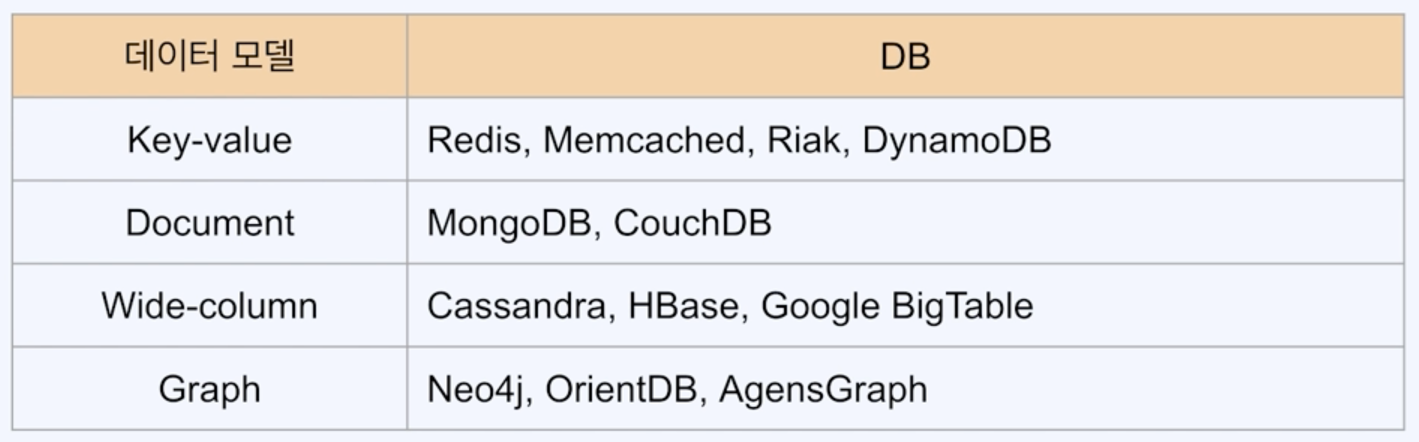 데이터 모델
DB
Key-value
Redis, Memcached, Riak, DynamoDB
Document
MongoDB, CouchDB
Wide-column
Cassandra, HBase, Google BigTable
Graph
Neo4j, OrientDB, AgensGraph